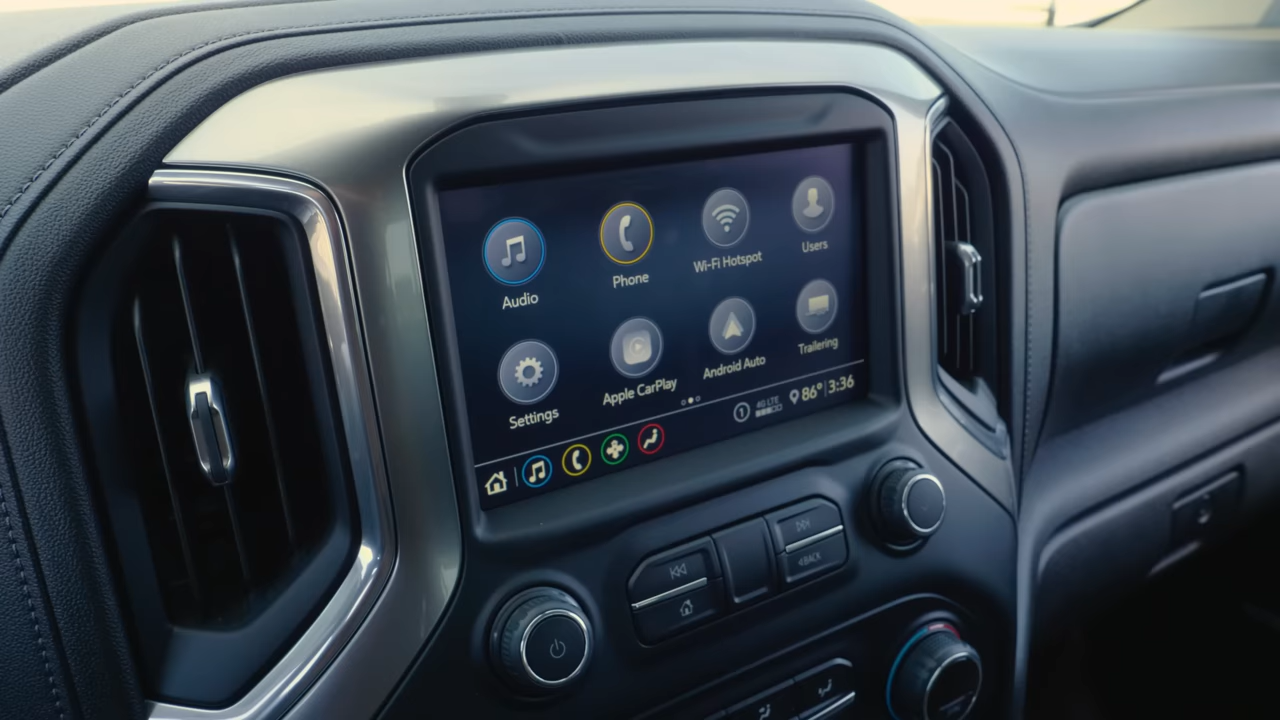 Audio
Phone
Wi-Fi Hotspot
Users
Settings
Apple CarPlay
Android Auto
Trailering
1
4G LTE
86° 3:36
BACK